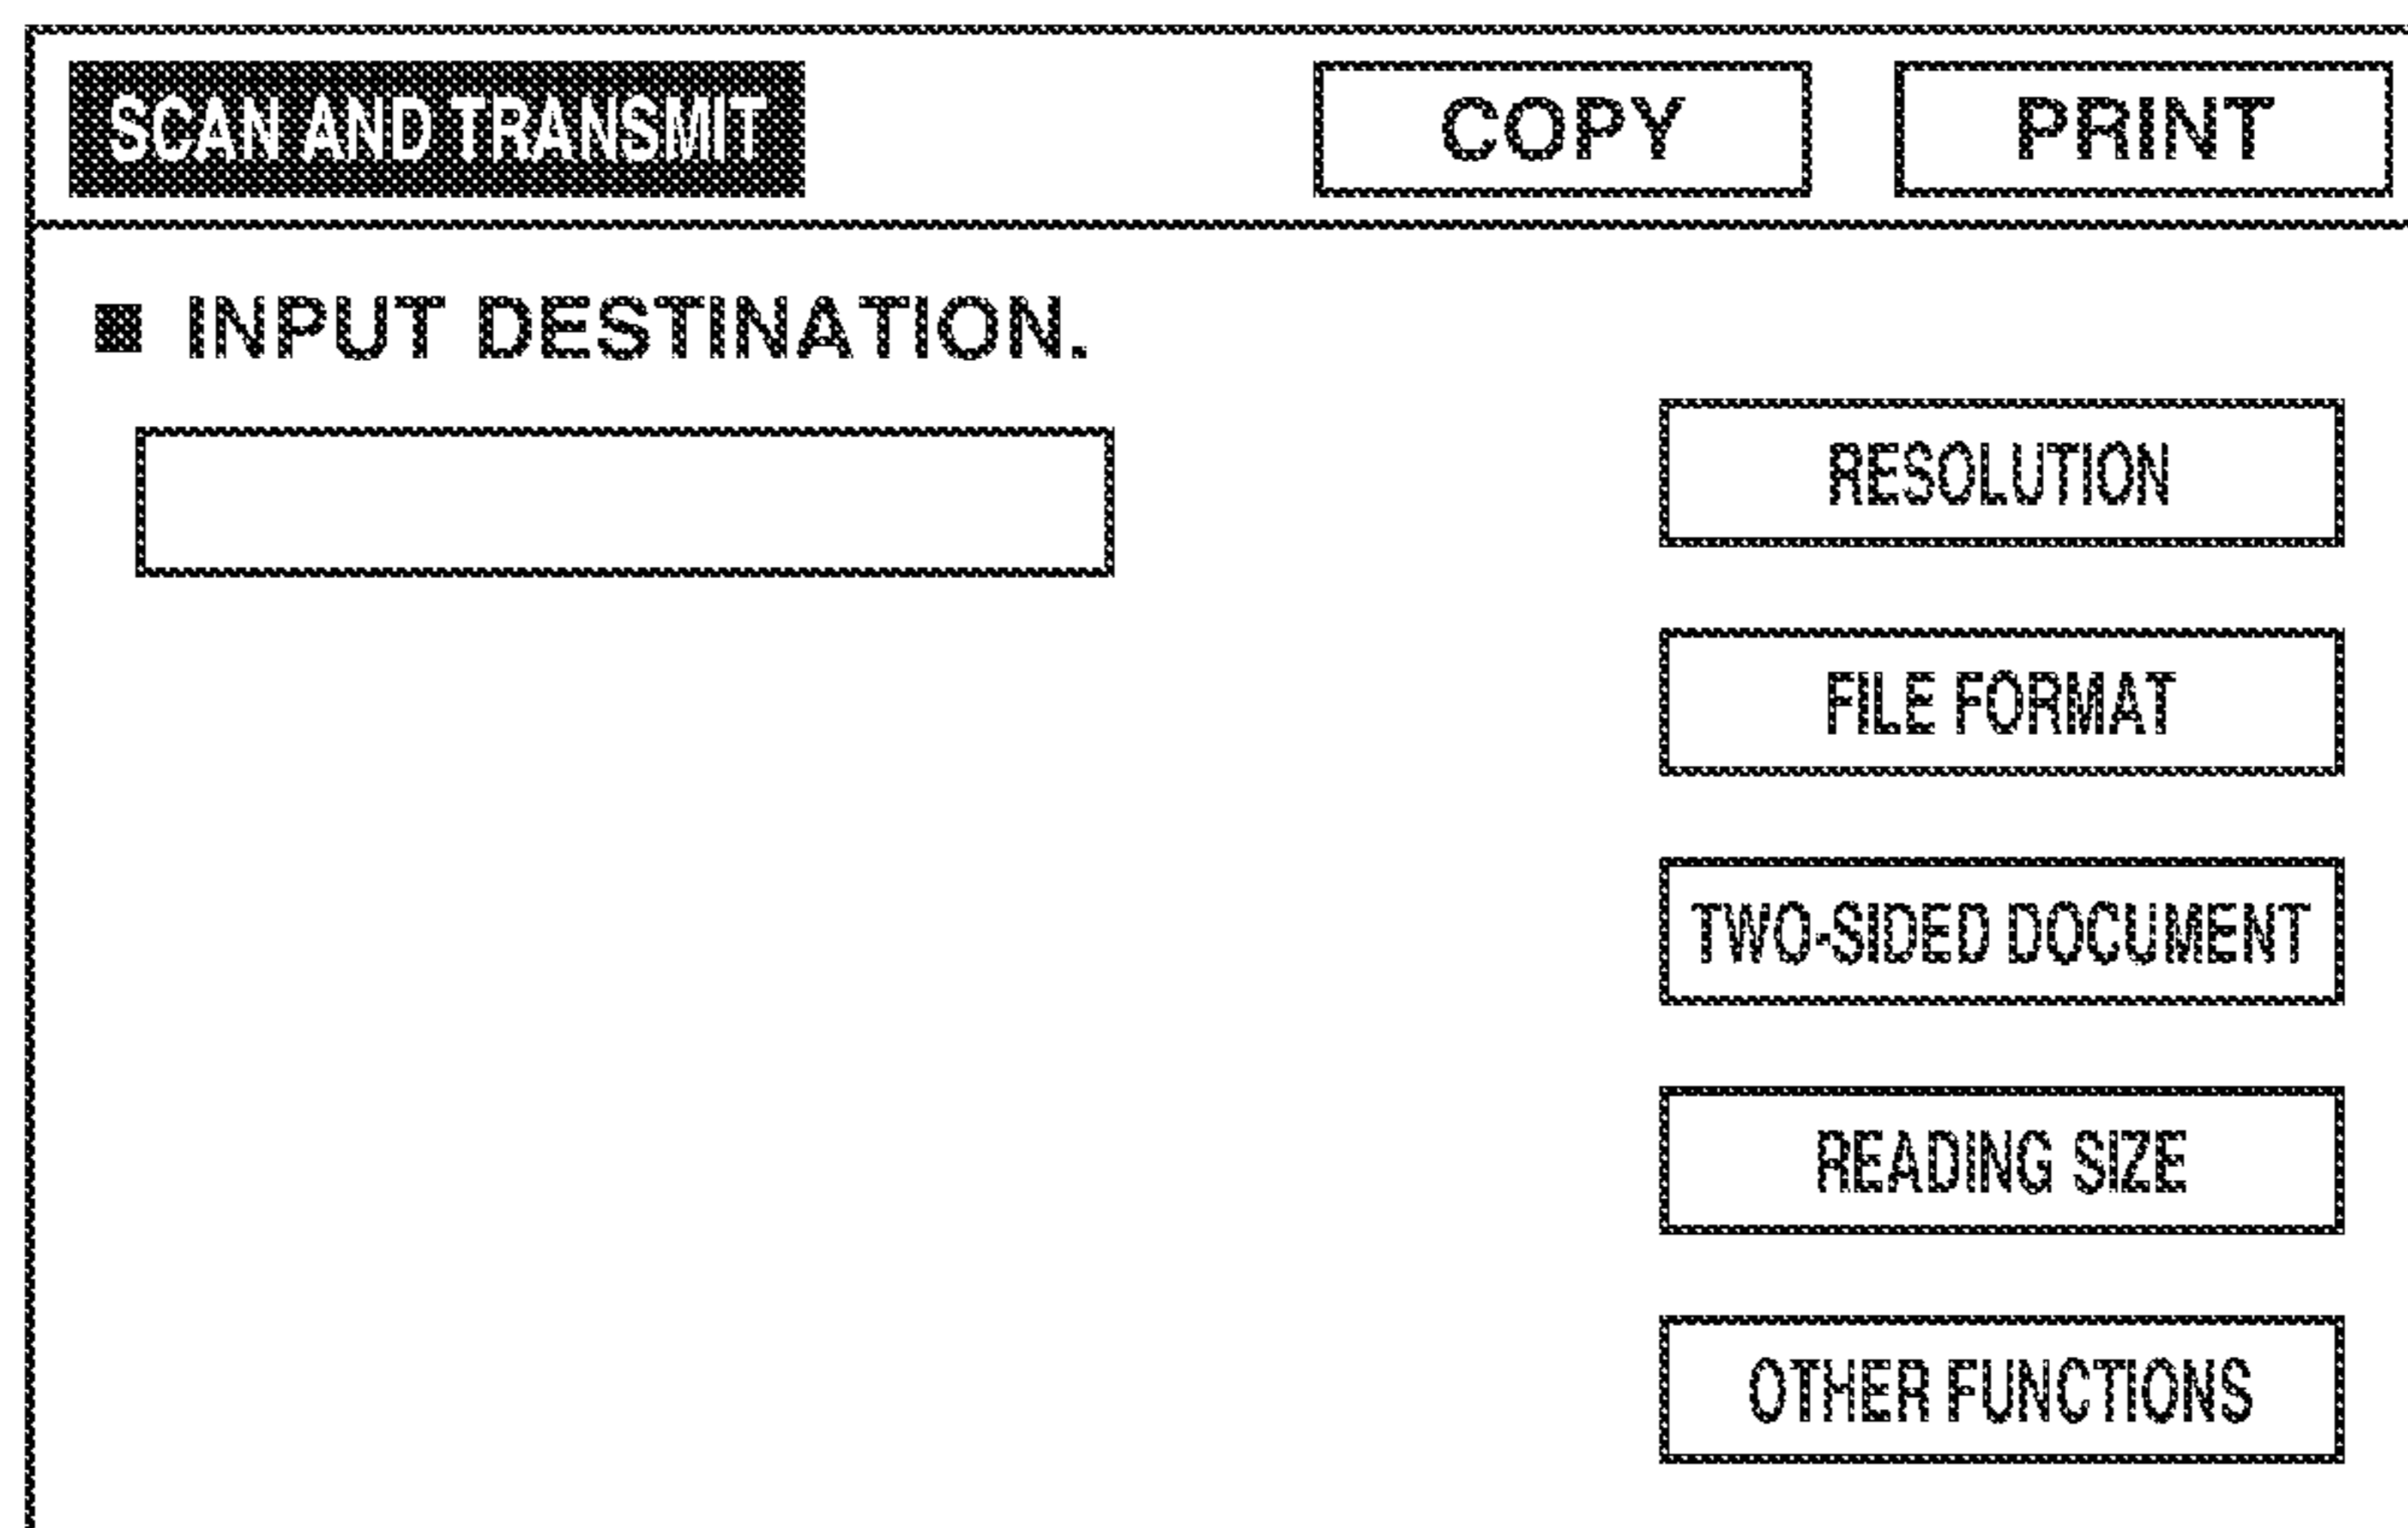 SCAN AND TRANSMIT
COPY
PRINT
■ INPUT DESTINATION.
RESOLUTION
FILE FORMAT
TWO-SIDED DOCUMENT
READING SIZE
OTHER FUNCTIONS